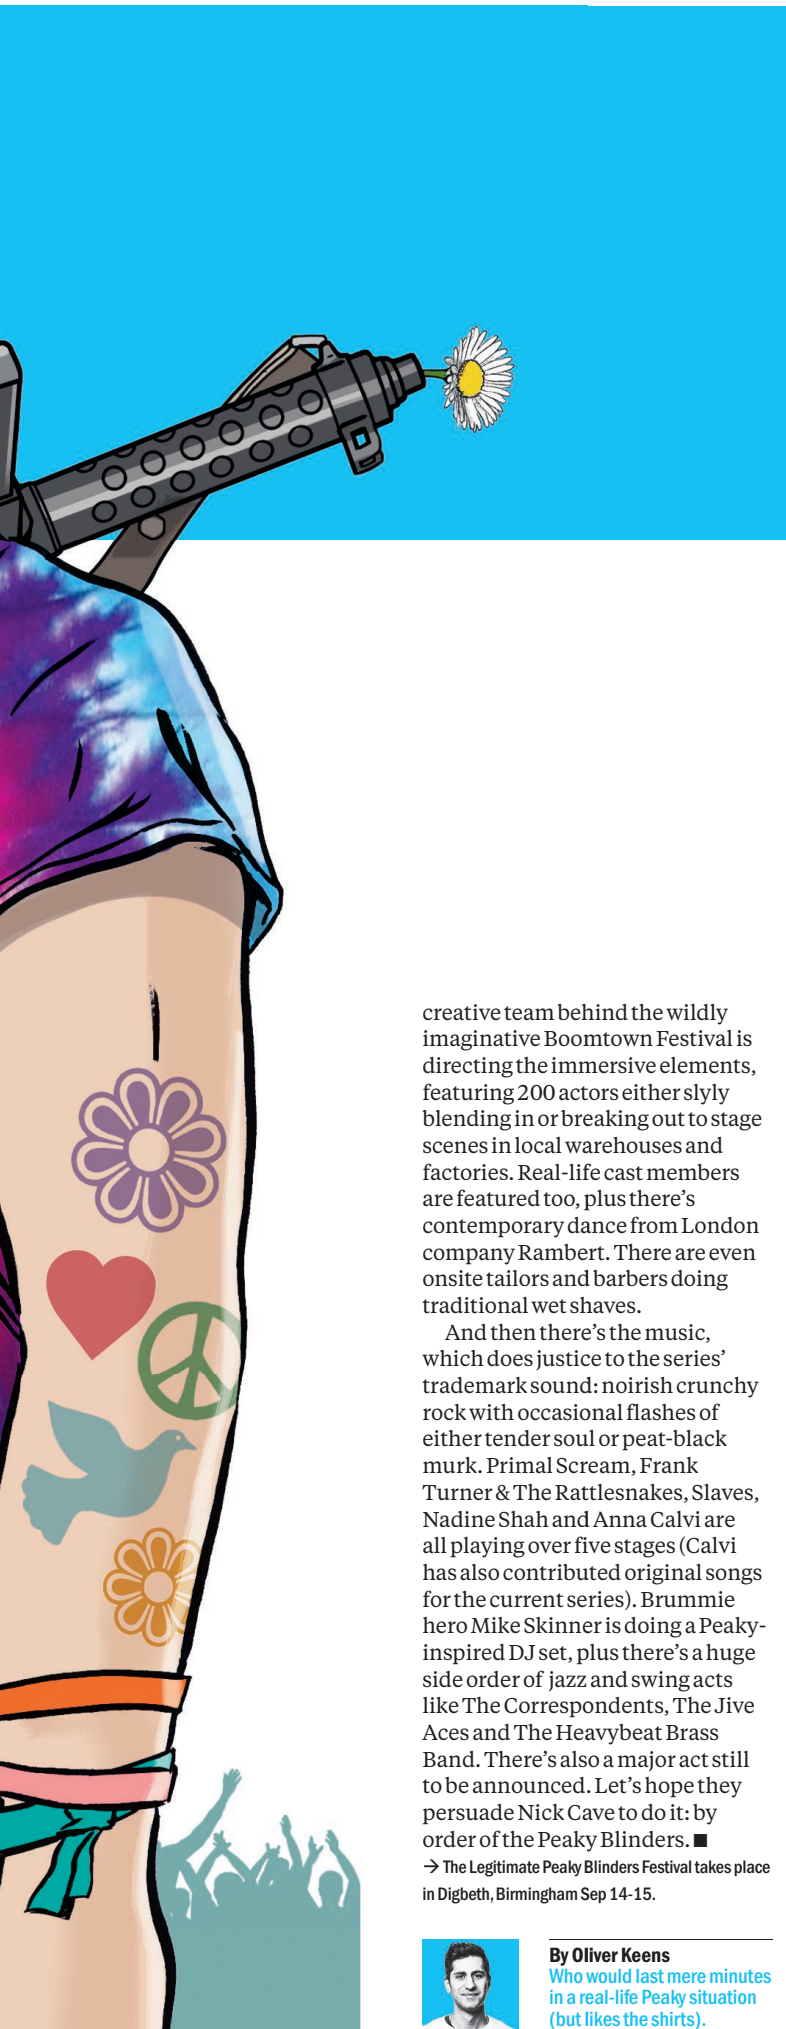 creative team behind the wildly
imaginative Boomtown Festival is
directing the immersive elements,
featuring 200 actors either slyly
blending in or breaking out to stage
scenes in local warehouses and
factories. Real-life cast members
are featured too, plus there’s
contemporary dance from London
company Rambert. There are even
onsite tailors and barbers doing
traditional wet shaves.
And then there’s the music,
which does justice to the series’
trademark sound: noirish crunchy
rock with occasional flashes of
either tender soul or peat-black
murk. Primal Scream, Frank
Turner & The Rattlesnakes, Slaves,
Nadine Shah and Anna Calvi are
all playing over five stages (Calvi
has also contributed original songs
for the current series). Brummie
hero Mike Skinner is doing a Peaky-
inspired DJ set, plus there’s a huge
side order of jazz and swing acts
like The Correspondents, The Jive
Aces and The Heavybeat Brass
Band. There’s also a major act still
to be announced. Let’s hope they
persuade Nick Cave to do it: by
order of the Peaky Blinders. ■
→ The Legitimate Peaky Blinders Festival takes place
in Digbeth, Birmingham Sep 14-15.
By Oliver Keens
Who would last mere minutes
in a real-life Peaky situation
(but likes the shirts).